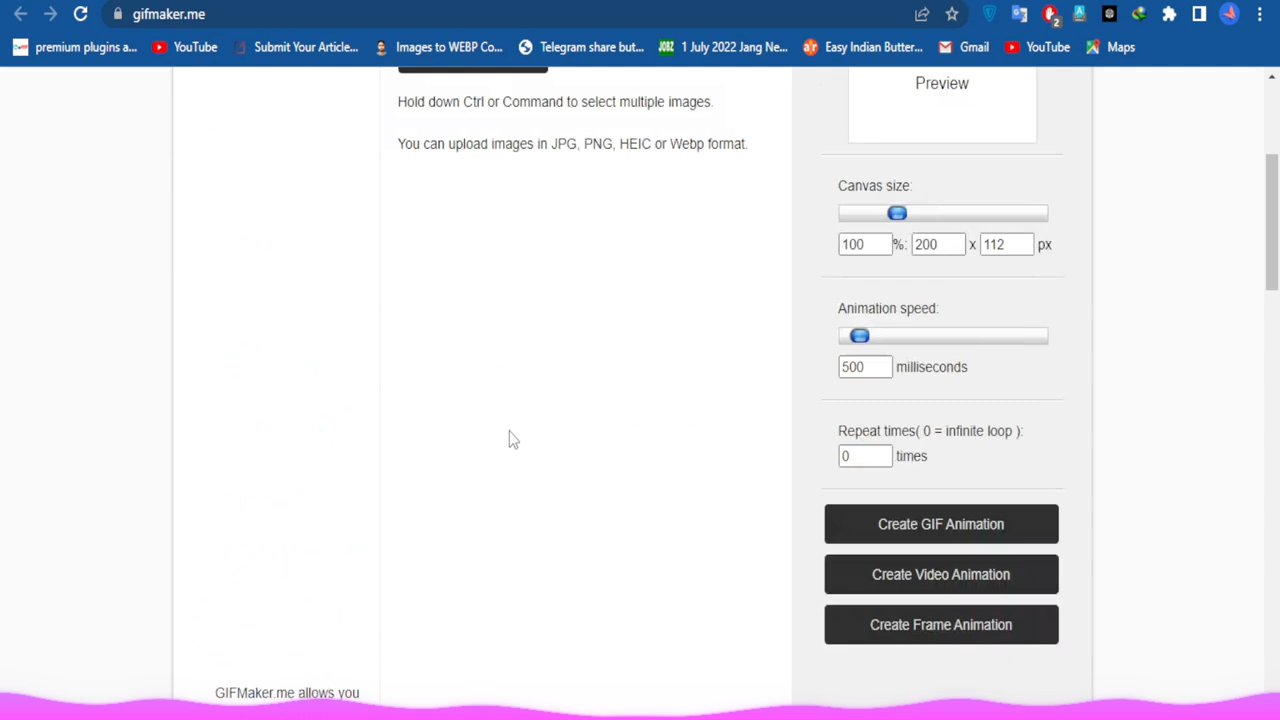 gifmaker.me
2
premium plugins a...
YouTube
Submit Your Article...
Images to WEBP Co...
Telegram share but...
JOBZ 1 July 2022 Jang Ne...
Easy Indian Butter...
Gmail
YouTube
Maps
Hold down Ctrl or Command to select multiple images.
You can upload images in JPG, PNG, HEIC or Webp format.
Preview
Canvas size:
100 %: 200 x 112 px
Animation speed:
500 milliseconds
Repeat times( 0 = infinite loop ):
0 times
Create GIF Animation
Create Video Animation
Create Frame Animation
GIFMaker.me allows you